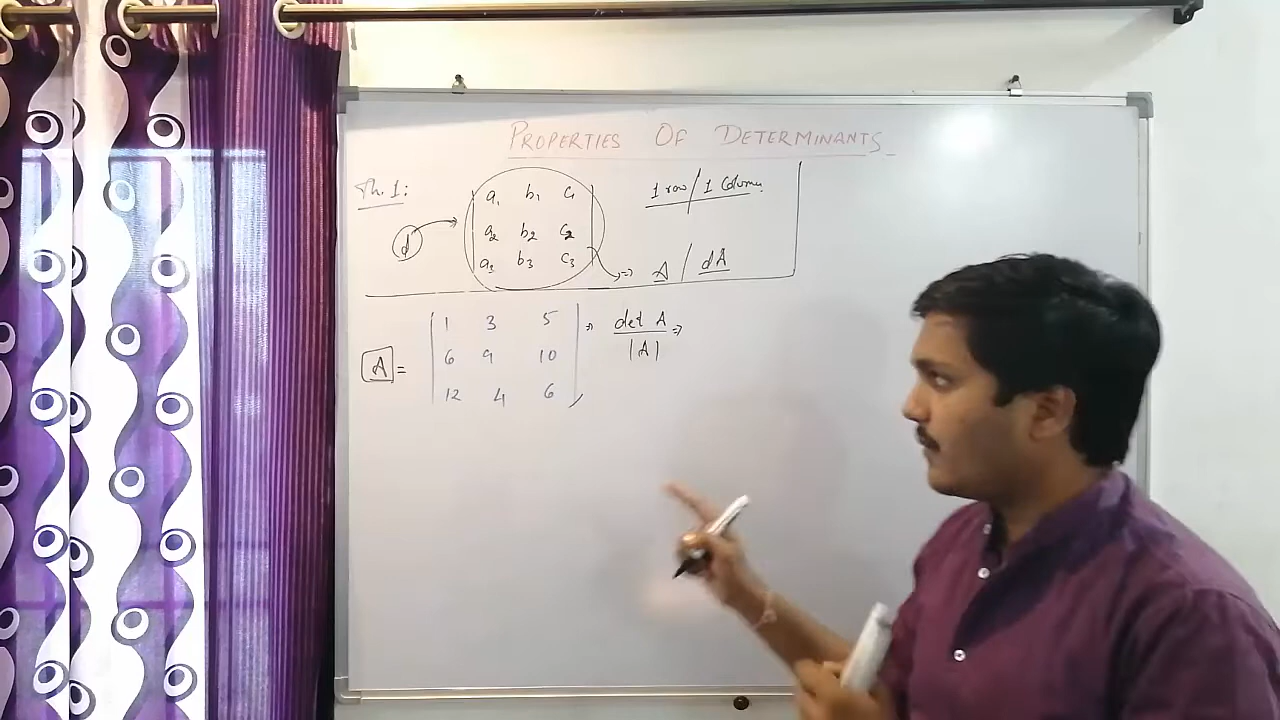 PROPERTIES OF DETERMINANTS
Th. 1:
a₁ b₁ c₁
1 row / 1 Column
d
a₂ b₂ c₂
a₃ b₃ c₃
⇒ A / dA
1 3 5
⇒ det A ⇒
A =
6 9 10
|A|
12 4 6